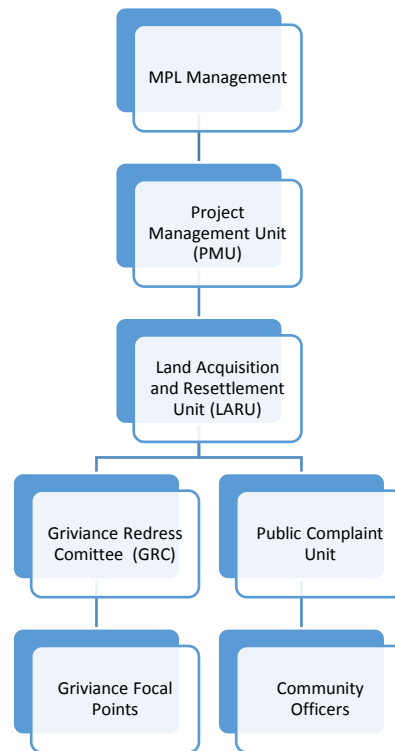 MPL Management
Project
Management Unit
(PMU)
Land Acquisition
and Resettlement
Unit (LARU)
Griviance Redress
Comittee (GRC)
Public Complaint
Unit
Griviance Focal
Points
Community
Officers